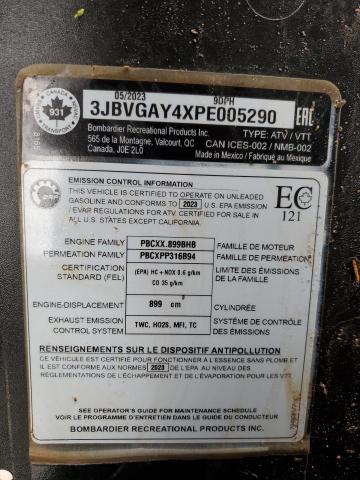 CANADA
931
TRANSPORT
05/2023 9DPH
3JBVGAY4XPE005290
EAC
Bombardier Recreational Products Inc.
565 de la Montagne, Valcourt, QC
Canada, J0E 2L0
TYPE: ATV / VTT
CAN ICES-002 / NMB-002
Made in Mexico / Fabriqué au Mexique
EMISSION CONTROL INFORMATION
THIS VEHICLE IS CERTIFIED TO OPERATE ON UNLEADED
GASOLINE AND CONFORMS TO 2023 U.S EPA EMISSION
/ EVAP REGULATIONS FOR ATV CERTIFIED FOR SALE IN
ALL U.S STATES EXCEPT CALIFORNIA.
EC
121
ENGINE FAMILY PBCXX.899BHB FAMILLE DE MOTEUR
PERMEATION FAMILY PBCXPP316B94 FAMILLE DE PERMÉATION
CERTIFICATION STANDARD (FEL) (EPA) HC + NOX 0.6 g/km CO 35 g/km LIMITE DES ÉMISSIONS DE LA FAMILLE
ENGINE-DISPLACEMENT 899 cm³ CYLINDRÉE
EXHAUST EMISSION CONTROL SYSTEM TWC, HO2S, MFI, TC SYSTÈME DE CONTRÔLE DES ÉMISSIONS
RENSEIGNEMENTS SUR LE DISPOSITIF ANTIPOLLUTION
CE VÉHICULE EST CERTIFIÉ POUR FONCTIONNER À L'ESSENCE SANS PLOMB ET
IL EST CONFORME AUX NORMES 2023 DE L'EPA AU NIVEAU DES
RÉGLEMENTATIONS DE L'ÉCHAPPEMENT ET DE L'ÉVAPORATION POUR LES VTT.
SEE OPERATOR'S GUIDE FOR MAINTENANCE SCHEDULE
VOIR LE PROGRAMME D'ENTRETIEN DANS LE GUIDE DU CONDUCTEUR
BOMBARDIER RECREATIONAL PRODUCTS INC.